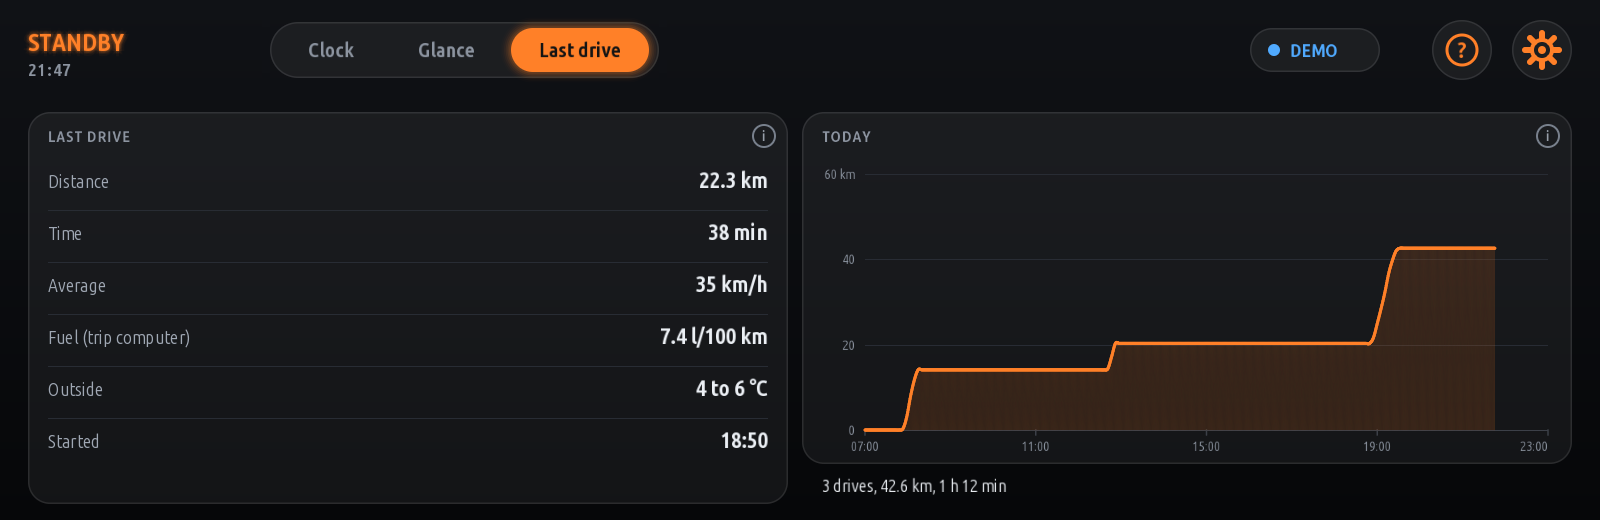 STANDBY
21:47
Clock
Glance
Last drive
DEMO
?
LAST DRIVE
i
Distance
22.3 km
Time
38 min
Average
35 km/h
Fuel (trip computer)
7.4 l/100 km
Outside
4 to 6 °C
Started
18:50
TODAY
i
60 km
40
20
0
07:00
11:00
15:00
19:00
23:00
3 drives, 42.6 km, 1 h 12 min